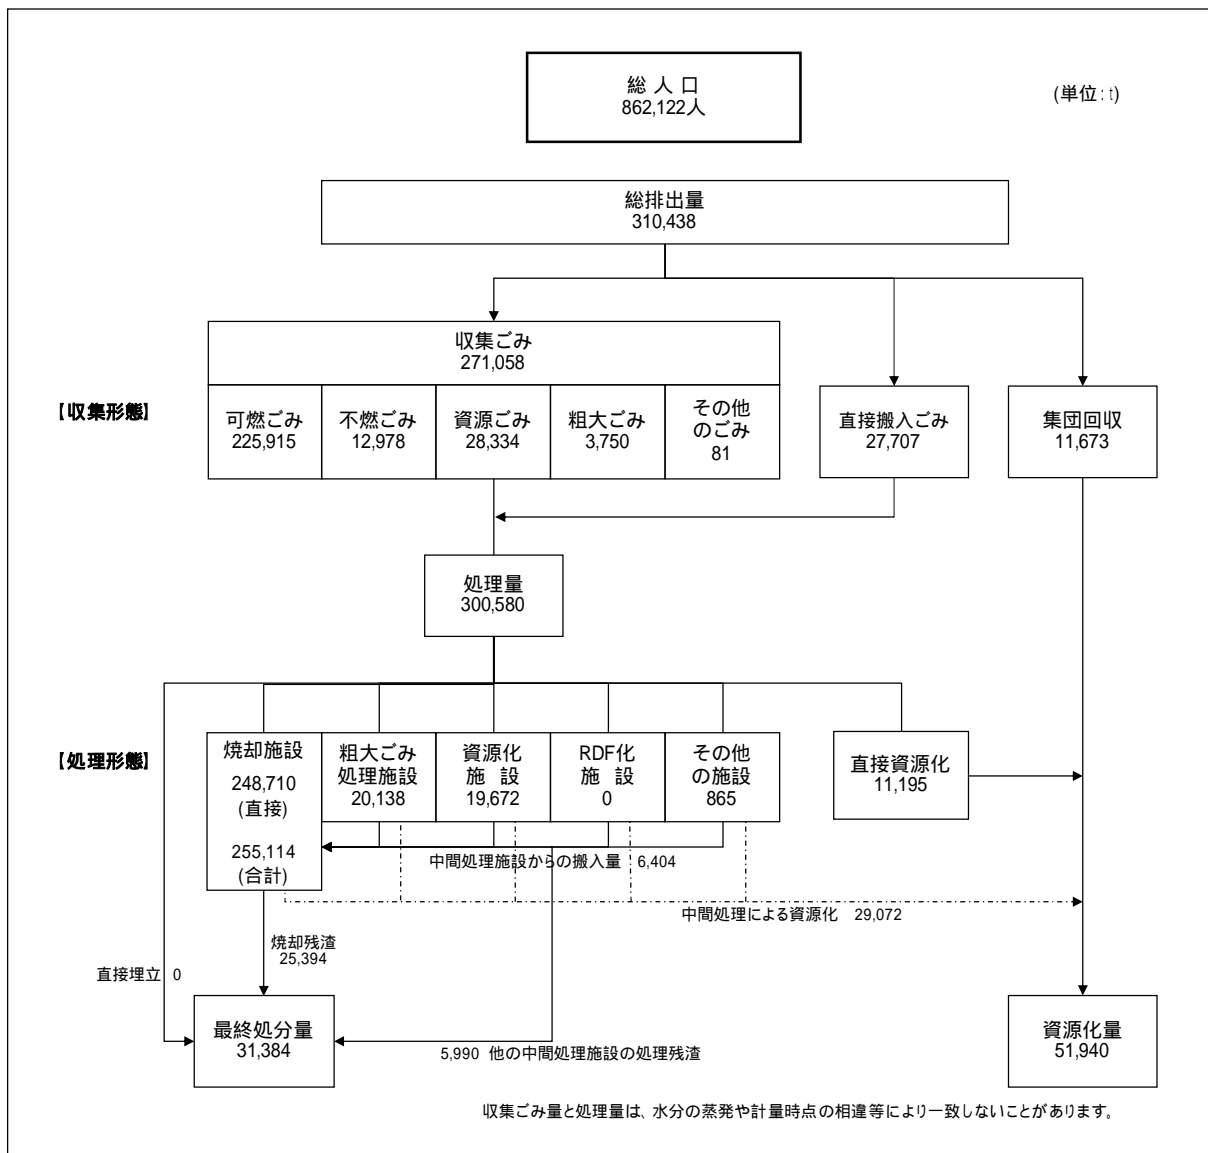 総 人 口
862,122人
(単位:t)
総排出量
310,438
収集ごみ
271,058
【収集形態】
可燃ごみ
225,915
不燃ごみ
12,978
資源ごみ
28,334
粗大ごみ
3,750
その他
のごみ
81
直接搬入ごみ
27,707
集団回収
11,673
処理量
300,580
【処理形態】
焼却施設
248,710
(直接)
255,114
(合計)
粗大ごみ
処理施設
20,138
資源化
施 設
19,672
RDF化
施 設
0
その他
の施設
865
直接資源化
11,195
中間処理施設からの搬入量 6,404
中間処理による資源化 29,072
焼却残渣
25,394
直接埋立 0
最終処分量
31,384
5,990 他の中間処理施設の処理残渣
資源化量
51,940
収集ごみ量と処理量は、水分の蒸発や計量時点の相違等により一致しないことがあります。